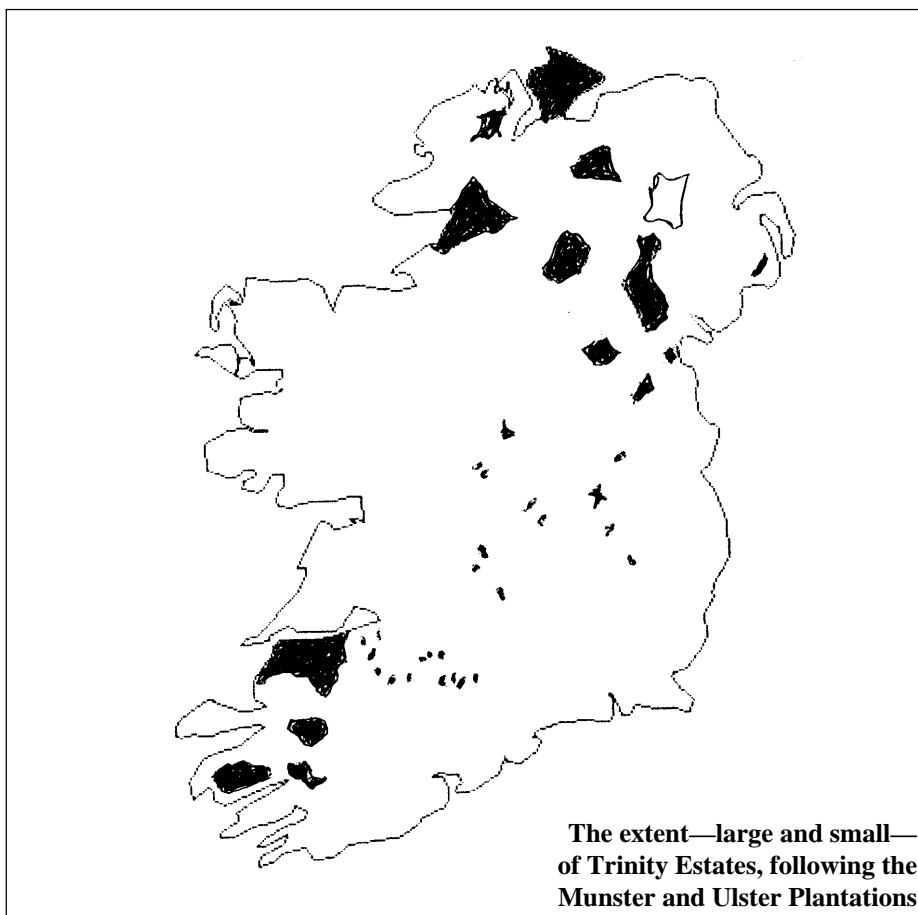 The extent—large and small—
of Trinity Estates, following the
Munster and Ulster Plantations